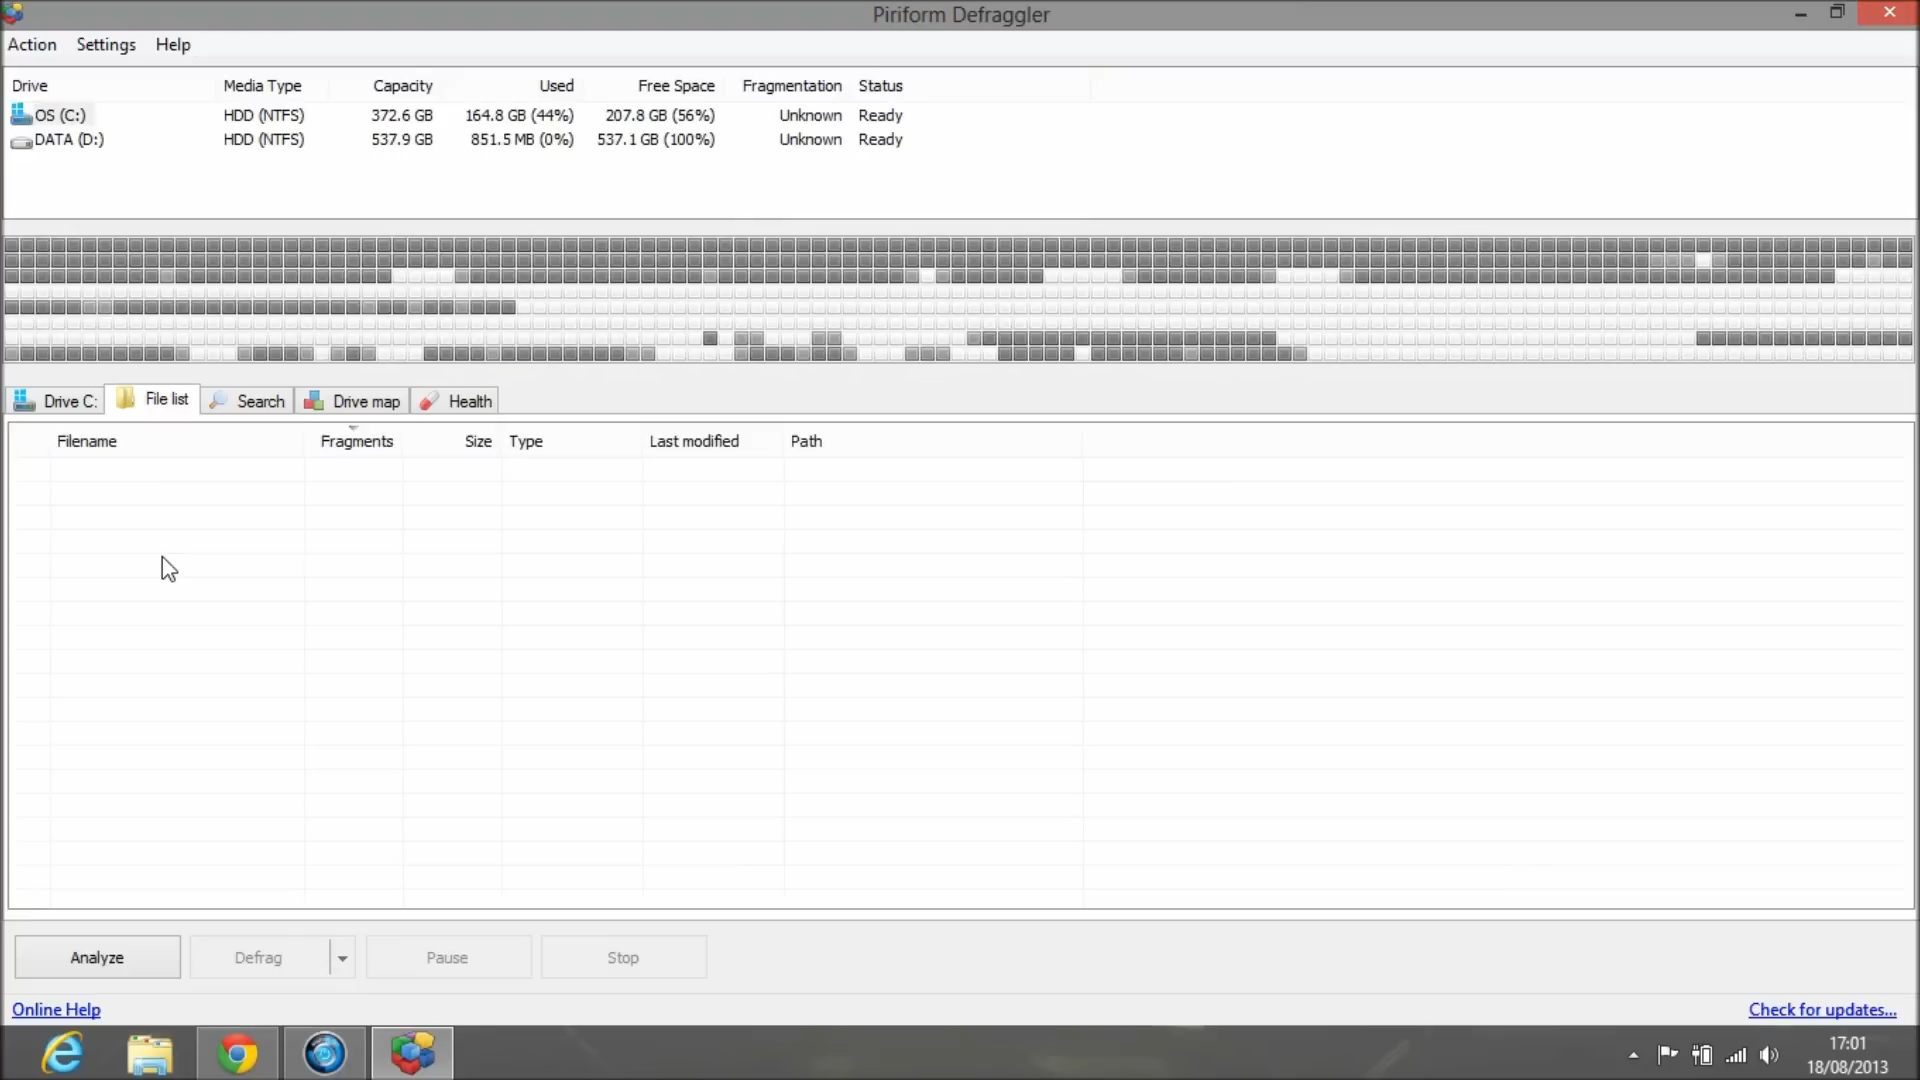 Piriform Defraggler
Action Settings Help
Drive Media Type Capacity Used Free Space Fragmentation Status
OS (C:) HDD (NTFS) 372.6 GB 164.8 GB (44%) 207.8 GB (56%) Unknown Ready
DATA (D:) HDD (NTFS) 537.9 GB 851.5 MB (0%) 537.1 GB (100%) Unknown Ready
Drive C: File list Search Drive map Health
Filename Fragments Size Type Last modified Path
Analyze Defrag Pause Stop
Online Help Check for updates...
17:01
18/08/2013